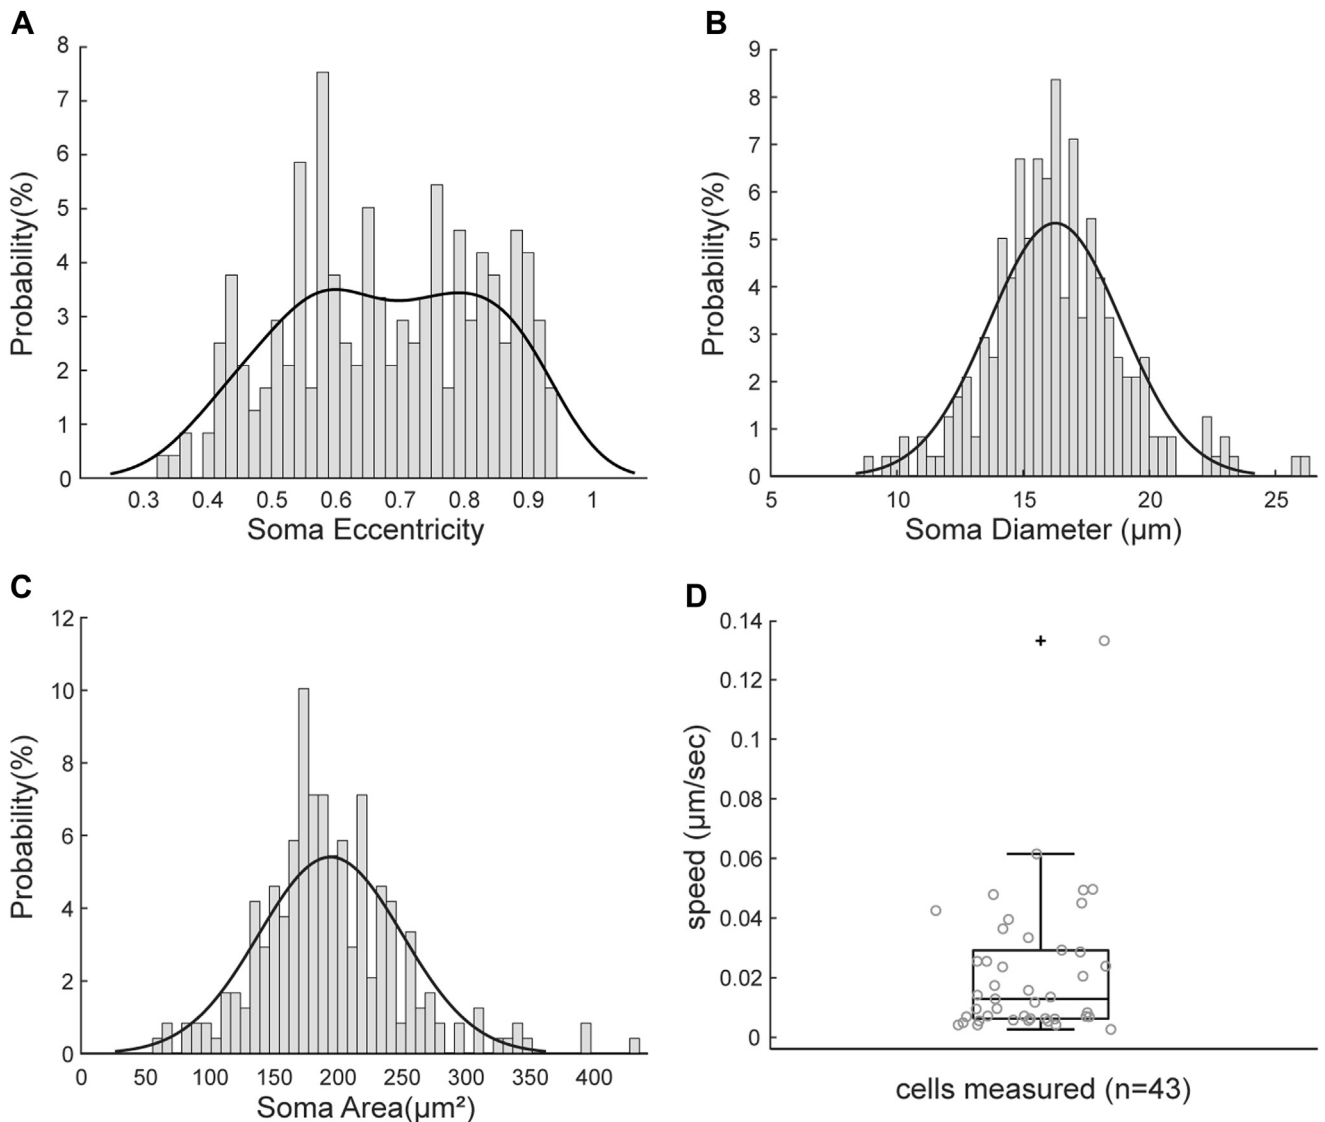 A
8
7
6
5
4
3
2
1
0
Probability(%)
0.3 0.4 0.5 0.6 0.7 0.8 0.9 1
Soma Eccentricity
B
9
8
7
6
5
4
3
2
1
0
Probability(%)
5 10 15 20 25
Soma Diameter (µm)
C
12
10
8
6
4
2
0
Probability(%)
0 50 100 150 200 250 300 350 400
Soma Area(µm²)
D
0.14
0.12
0.1
0.08
0.06
0.04
0.02
0
speed (µm/sec)
cells measured (n=43)